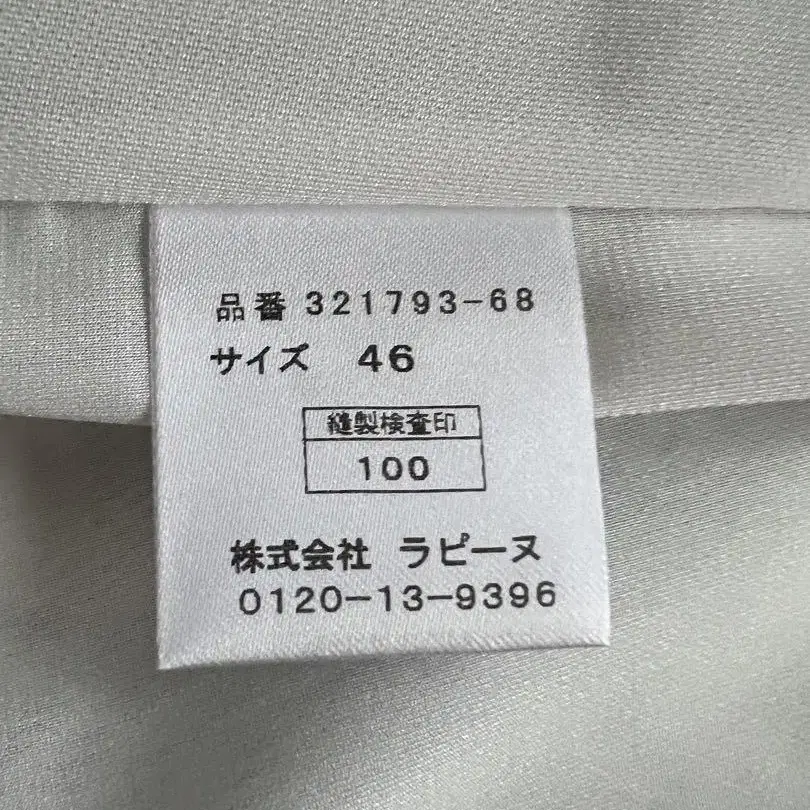 品番 321793-68
サイズ 46
縫製検査印
100
株式会社 ラピーヌ
0120-13-9396